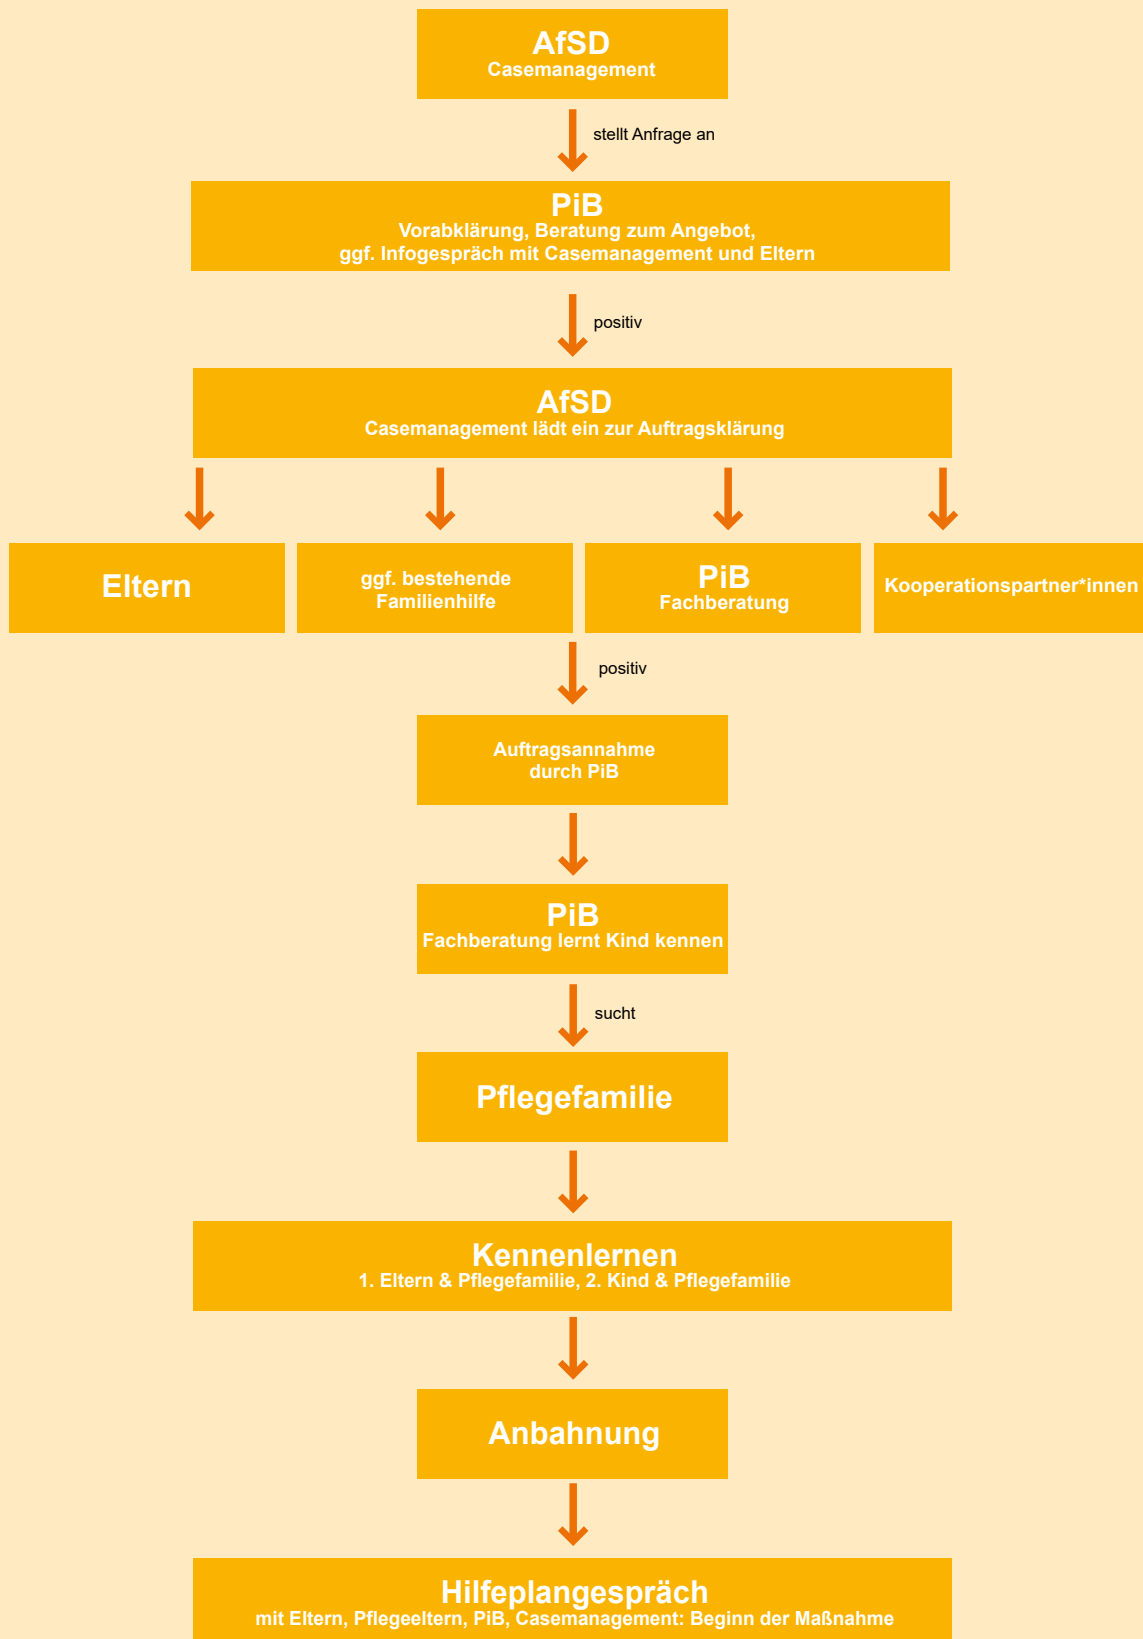 AfSD
Casemanagement
stellt Anfrage an
PiB
Vorabklärung, Beratung zum Angebot,
ggf. Infogespräch mit Casemanagement und Eltern
positiv
AfSD
Casemanagement lädt ein zur Auftragsklärung
Eltern
ggf. bestehende
Familienhilfe
PiB
Fachberatung
Kooperationspartner*innen
positiv
Auftragsannahme
durch PiB
PiB
Fachberatung lernt Kind kennen
sucht
Pflegefamilie
Kennenlernen
1. Eltern & Pflegefamilie, 2. Kind & Pflegefamilie
Anbahnung
Hilfeplangespräch
mit Eltern, Pflegeeltern, PiB, Casemanagement: Beginn der Maßnahme